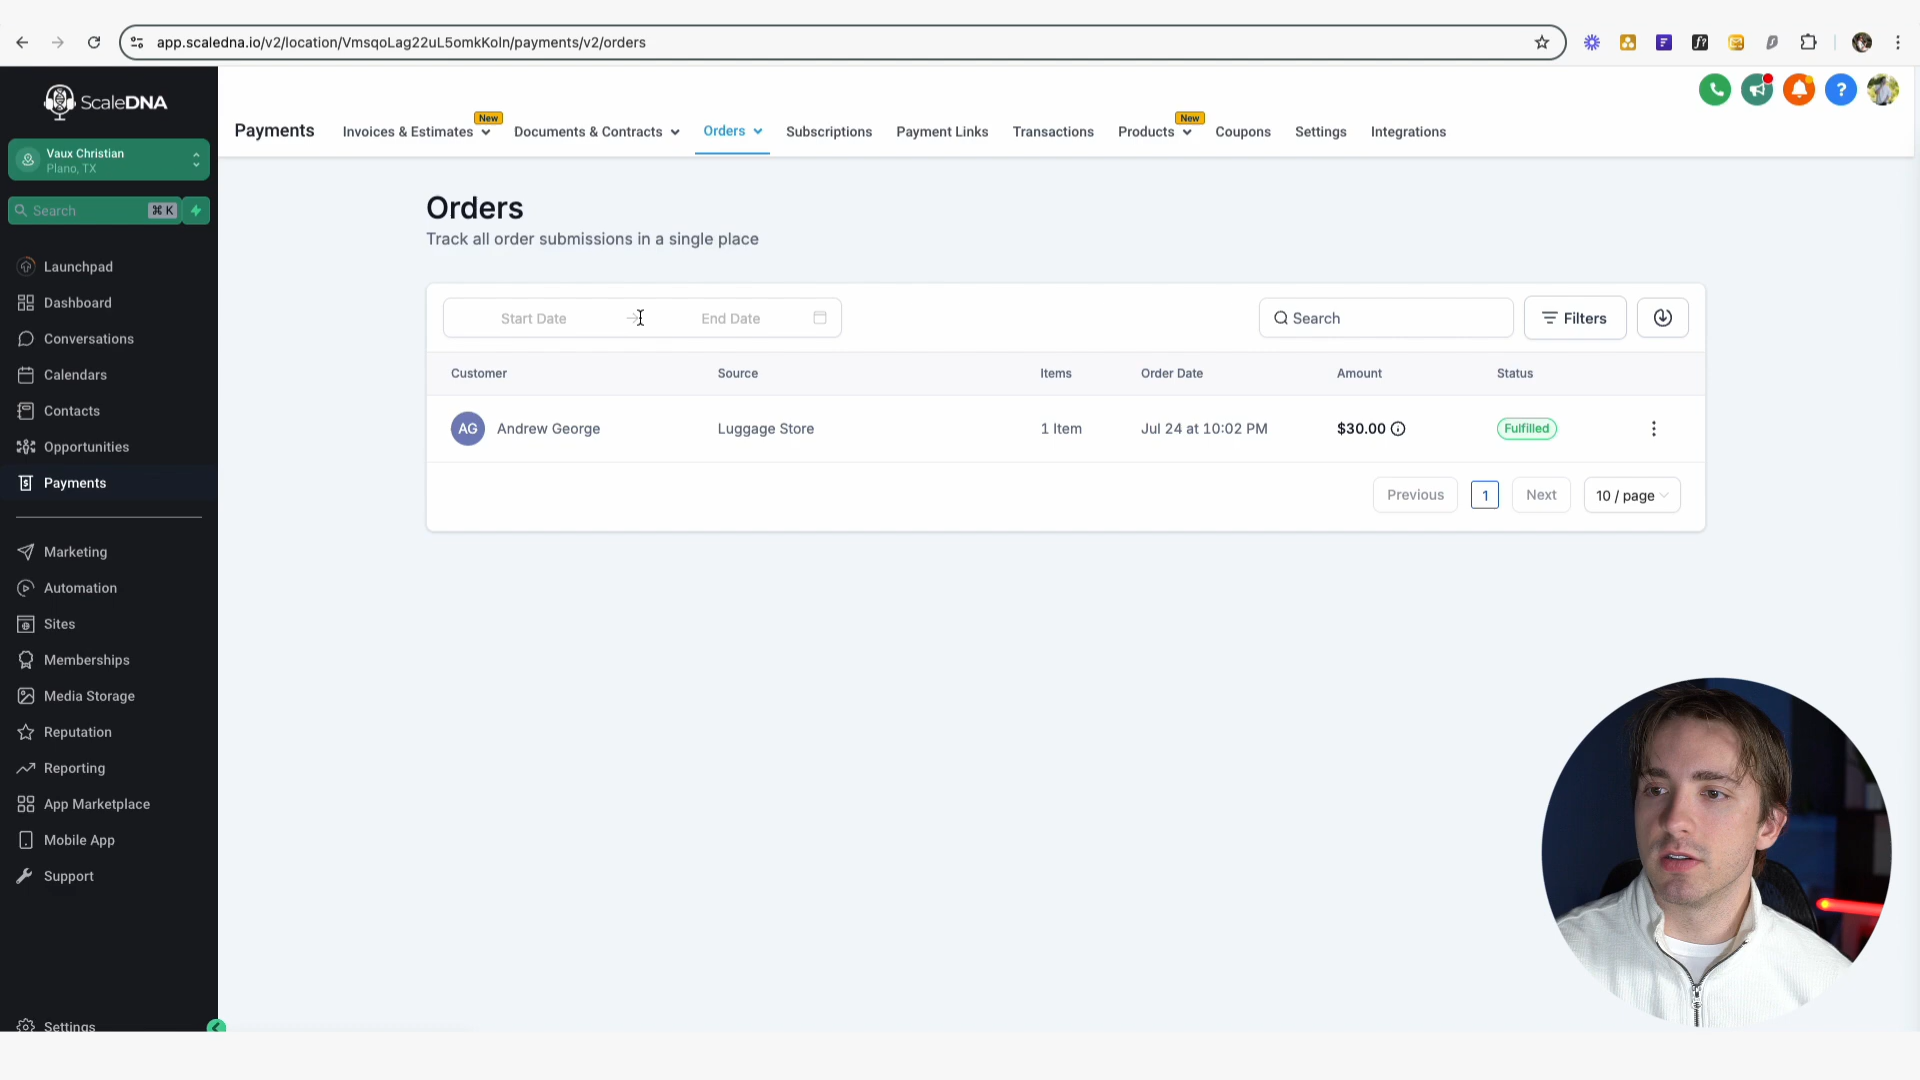 app.scaledna.io/v2/location/VmsqoLag22uL5omkKoln/payments/v2/orders
ScaleDNA
Vaux Christian
Plano, TX
Search ⌘ K
Launchpad
Dashboard
Conversations
Calendars
Contacts
Opportunities
Payments
Marketing
Automation
Sites
Memberships
Media Storage
Reputation
Reporting
App Marketplace
Mobile App
Support
Settings
Payments Invoices & Estimates New Documents & Contracts Orders Subscriptions Payment Links Transactions Products New Coupons Settings Integrations
Orders
Track all order submissions in a single place
Start Date End Date Search Filters
Customer Source Items Order Date Amount Status
AG Andrew George Luggage Store 1 Item Jul 24 at 10:02 PM $30.00 Fulfilled
Previous 1 Next 10 / page